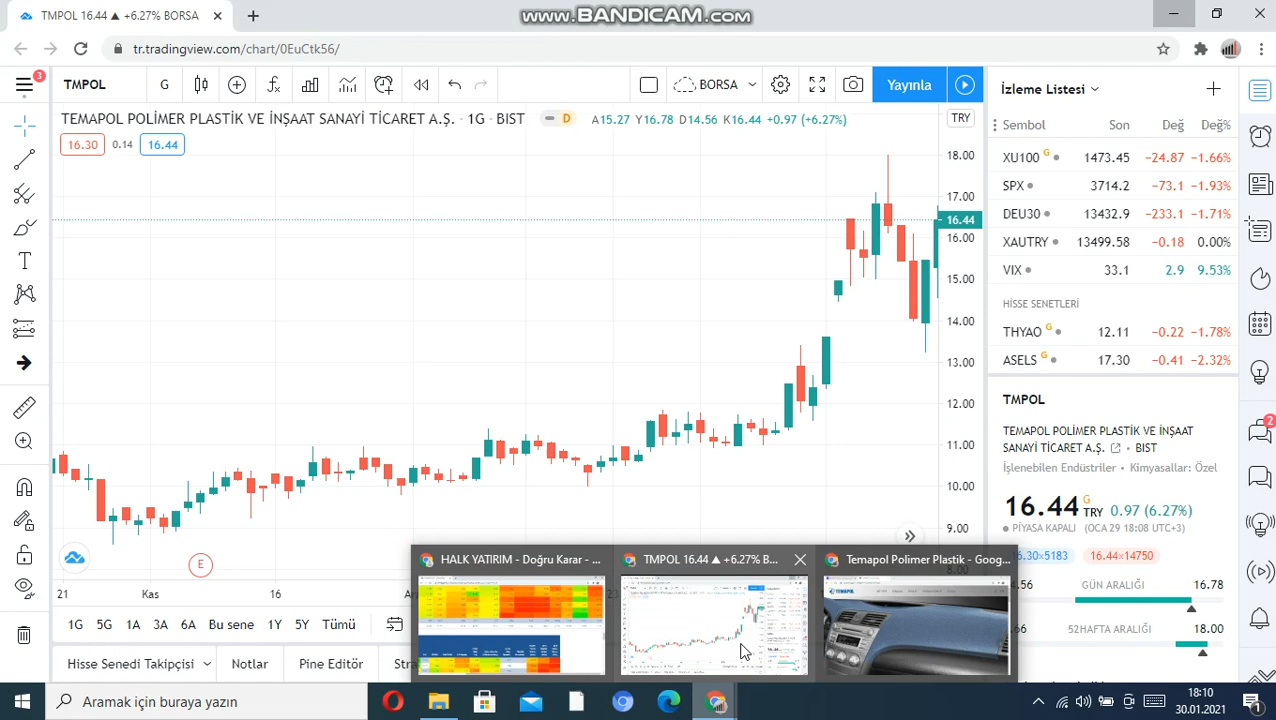 TMPOL 16.44 ▲ +6.27% BORSA
www.BANDICAM.com
tr.tradingview.com/chart/0EuCtk56/
3
TMPOL
G
BORSA
Yayınla
İzleme Listesi
TEMAPOL POLİMER PLASTİK VE İNŞAAT SANAYİ TİCARET A.Ş. · 1G · BIST
D
A15.27 Y16.78 D14.56 K16.44 +0.97 (+6.27%)
TRY
16.30 0.14 16.44
Sembol Son Değ Değ%
XU100 G 1473.45 −24.87 −1.66%
SPX 3714.2 −73.1 −1.93%
DEU30 13432.9 −233.1 −1.71%
XAUTRY 13499.58 −0.18 0.00%
VIX 33.1 2.9 9.53%
HİSSE SENETLERİ
THYAO G 12.11 −0.22 −1.78%
ASELS G 17.30 −0.41 −2.32%
18.00
17.00
16.44
16.00
15.00
14.00
13.00
12.00
11.00
10.00
9.00
TMPOL
TEMAPOL POLİMER PLASTİK VE İNŞAAT
SANAYİ TİCARET A.Ş. BIST
İşlenebilen Endüstriler • Kimyasallar: Özel
2
16.44 G TRY 0.97 (6.27%)
PİYASA KAPALI (OCA 29 18:08 UTC+3)
16.30×5183 16.44×14750
GÜN ARALIĞI 16.78
52HAFTA ARALIĞI 18.00
E
21 Kas 16
1G 1A 3A 6A Bu sene 1Y 5Y Tümü
Hisse Senedi Takipçisi Notlar Pine Editör
HALK YATIRIM - Doğru Karar - ...
TMPOL 16.44 ▲ +6.27% B...
Temapol Polimer Plastik - Goog...
TEMAPOL
Aramak için buraya yazın
18:10
30.01.2021
1